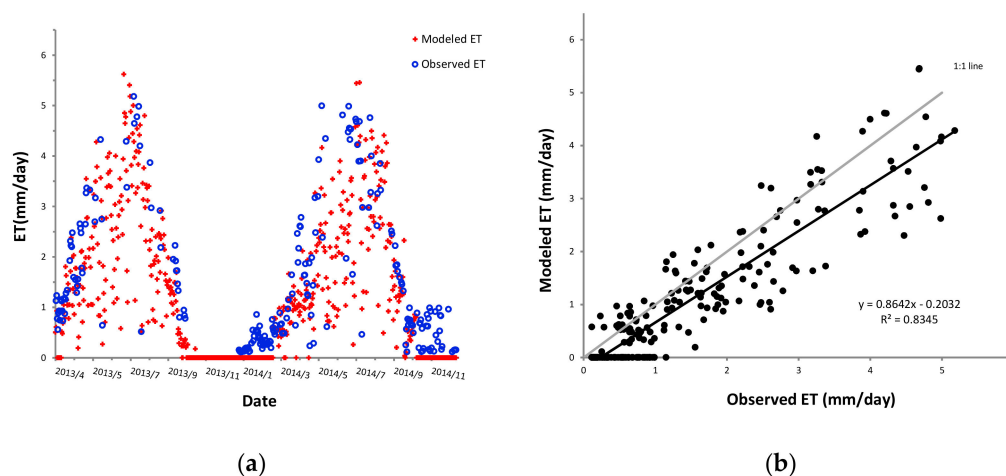 6
5
4
3
2
1
0
ET(mm/day)
Modeled ET
Observed ET
2013/4 2013/5 2013/7 2013/9 2013/11 2014/1 2014/3 2014/5 2014/7 2014/9 2014/11
Date
(a)
6
5
4
3
2
1
0
Modeled ET (mm/day)
1:1 line
y = 0.8642x - 0.2032
R² = 0.8345
0 1 2 3 4 5
Observed ET (mm/day)
(b)